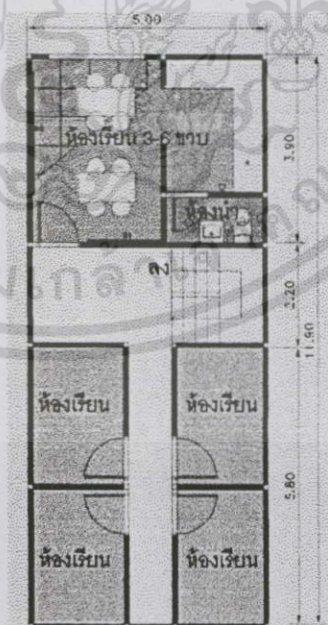 5.00
ห้องเรียน 3-6 ขวบ
3.90
ห้องน้ำ
ลง
2.20
11.90
ห้องเรียน
ห้องเรียน
5.80
ห้องเรียน
ห้องเรียน